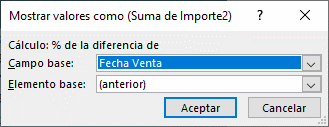 Mostrar valores como (Suma de Importe2)
Cálculo: % de la diferencia de
Campo base: Fecha Venta
Elemento base: (anterior)
Aceptar Cancelar